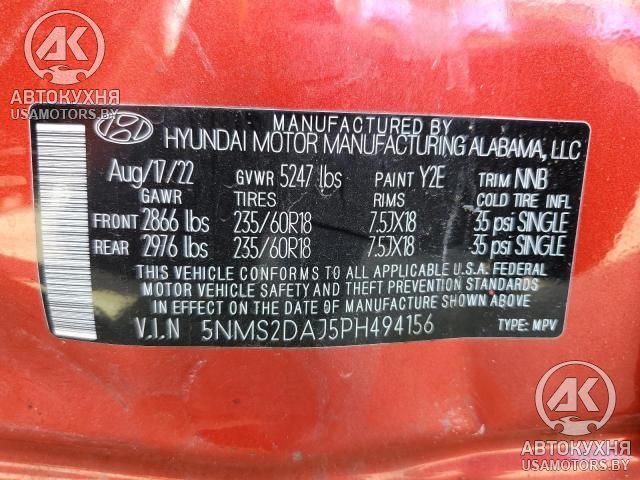 АВТОКУХНЯ
USAMOTORS.BY
MANUFACTURED BY
HYUNDAI MOTOR MANUFACTURING ALABAMA, LLC
Aug/17/22 GVWR 5247 lbs PAINT Y2E TRIM NNB
GAWR TIRES RIMS COLD TIRE INFL
FRONT 2866 lbs 235/60R18 7.5JX18 35 psi SINGLE
REAR 2976 lbs 235/60R18 7.5JX18 35 psi SINGLE
THIS VEHICLE CONFORMS TO ALL APPLICABLE U.S.A. FEDERAL
MOTOR VEHICLE SAFETY AND THEFT PREVENTION STANDARDS
IN EFFECT ON THE DATE OF MANUFACTURE SHOWN ABOVE
V.I.N 5NMS2DAJ5PH494156 TYPE: MPV
АК
АВТОКУХНЯ
USAMOTORS.BY